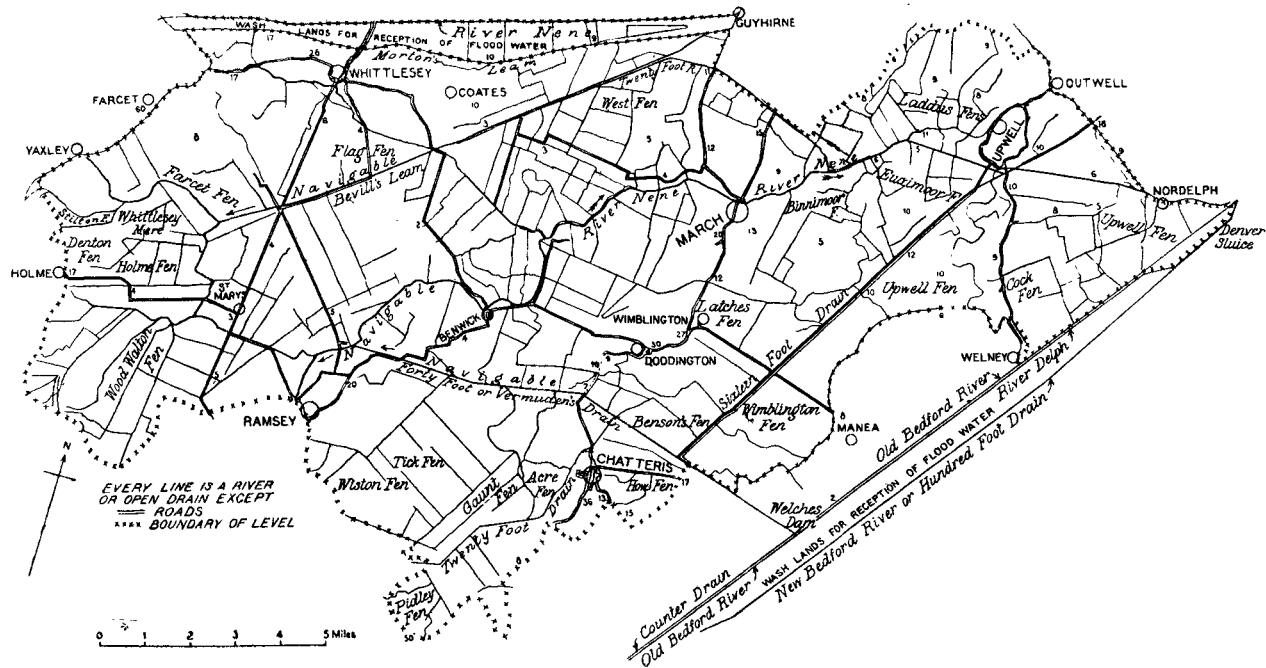 GUYHIRNE
WASH LANDS FOR RECEPTION OF FLOOD WATER
River Nene
Morton's Leam
WHITTLESEY
COATES
Twenty Foot R.
West Fen
OUTWELL
Laddus Fens
UPWELL
FARCET
YAXLEY
Farcet Fen
Flag Fen
Navigable
Bevill's Leam
River Nene
MARCH
River Nene
Binnimoor F.
Euximoor F.
NORDELPH
Upwell Fen
Denver Sluice
Stilton F.
Whittlesey Mere
Denton Fen
HOLME
Holme Fen
ST MARY'S
Wood Walton Fen
Navigable
BENWICK
WIMBLINGTON
Latches Fen
DODDINGTON
Upwell Fen
Cock Fen
WELNEY
Sixteen Foot Drain
RAMSEY
Navigable
Forty Foot or Vermuden's Drain
Benson's Fen
Wimblington Fen
MANEA
Old Bedford River
River Delph
CHATTERIS
How Fen
Tick Fen
Wiston Fen
Gaunt Fen
Acre Fen
Twenty Foot Drain
Pidley Fen
Welches Dam
WASH LANDS FOR RECEPTION OF FLOOD WATER
New Bedford River or Hundred Foot Drain
Counter Drain
Old Bedford River
N
EVERY LINE IS A RIVER
OR OPEN DRAIN EXCEPT
ROADS
xxxx BOUNDARY OF LEVEL
0 1 2 3 4 5 Miles